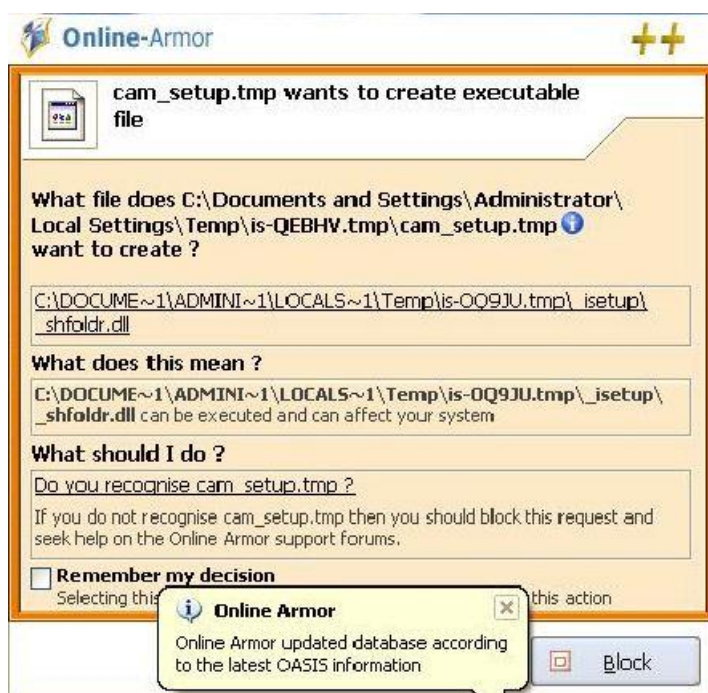 Online-Armor
++
cam_setup.tmp wants to create executable
file
What file does C:\Documents and Settings\Administrator\
Local Settings\Temp\is-QEBHV.tmp\cam_setup.tmp
want to create ?
C:\DOCUME~1\ADMINI~1\LOCALS~1\Temp\is-OQ9JU.tmp\_isetup\
_shfoldr.dll
What does this mean ?
C:\DOCUME~1\ADMINI~1\LOCALS~1\Temp\is-OQ9JU.tmp\_isetup\
_shfoldr.dll can be executed and can affect your system
What should I do ?
Do you recognise cam_setup.tmp ?
If you do not recognise cam_setup.tmp then you should block this request and
seek help on the Online Armor support forums.
Remember my decision
Selecting this
this action
Online Armor
Online Armor updated database according
to the latest OASIS information
Block